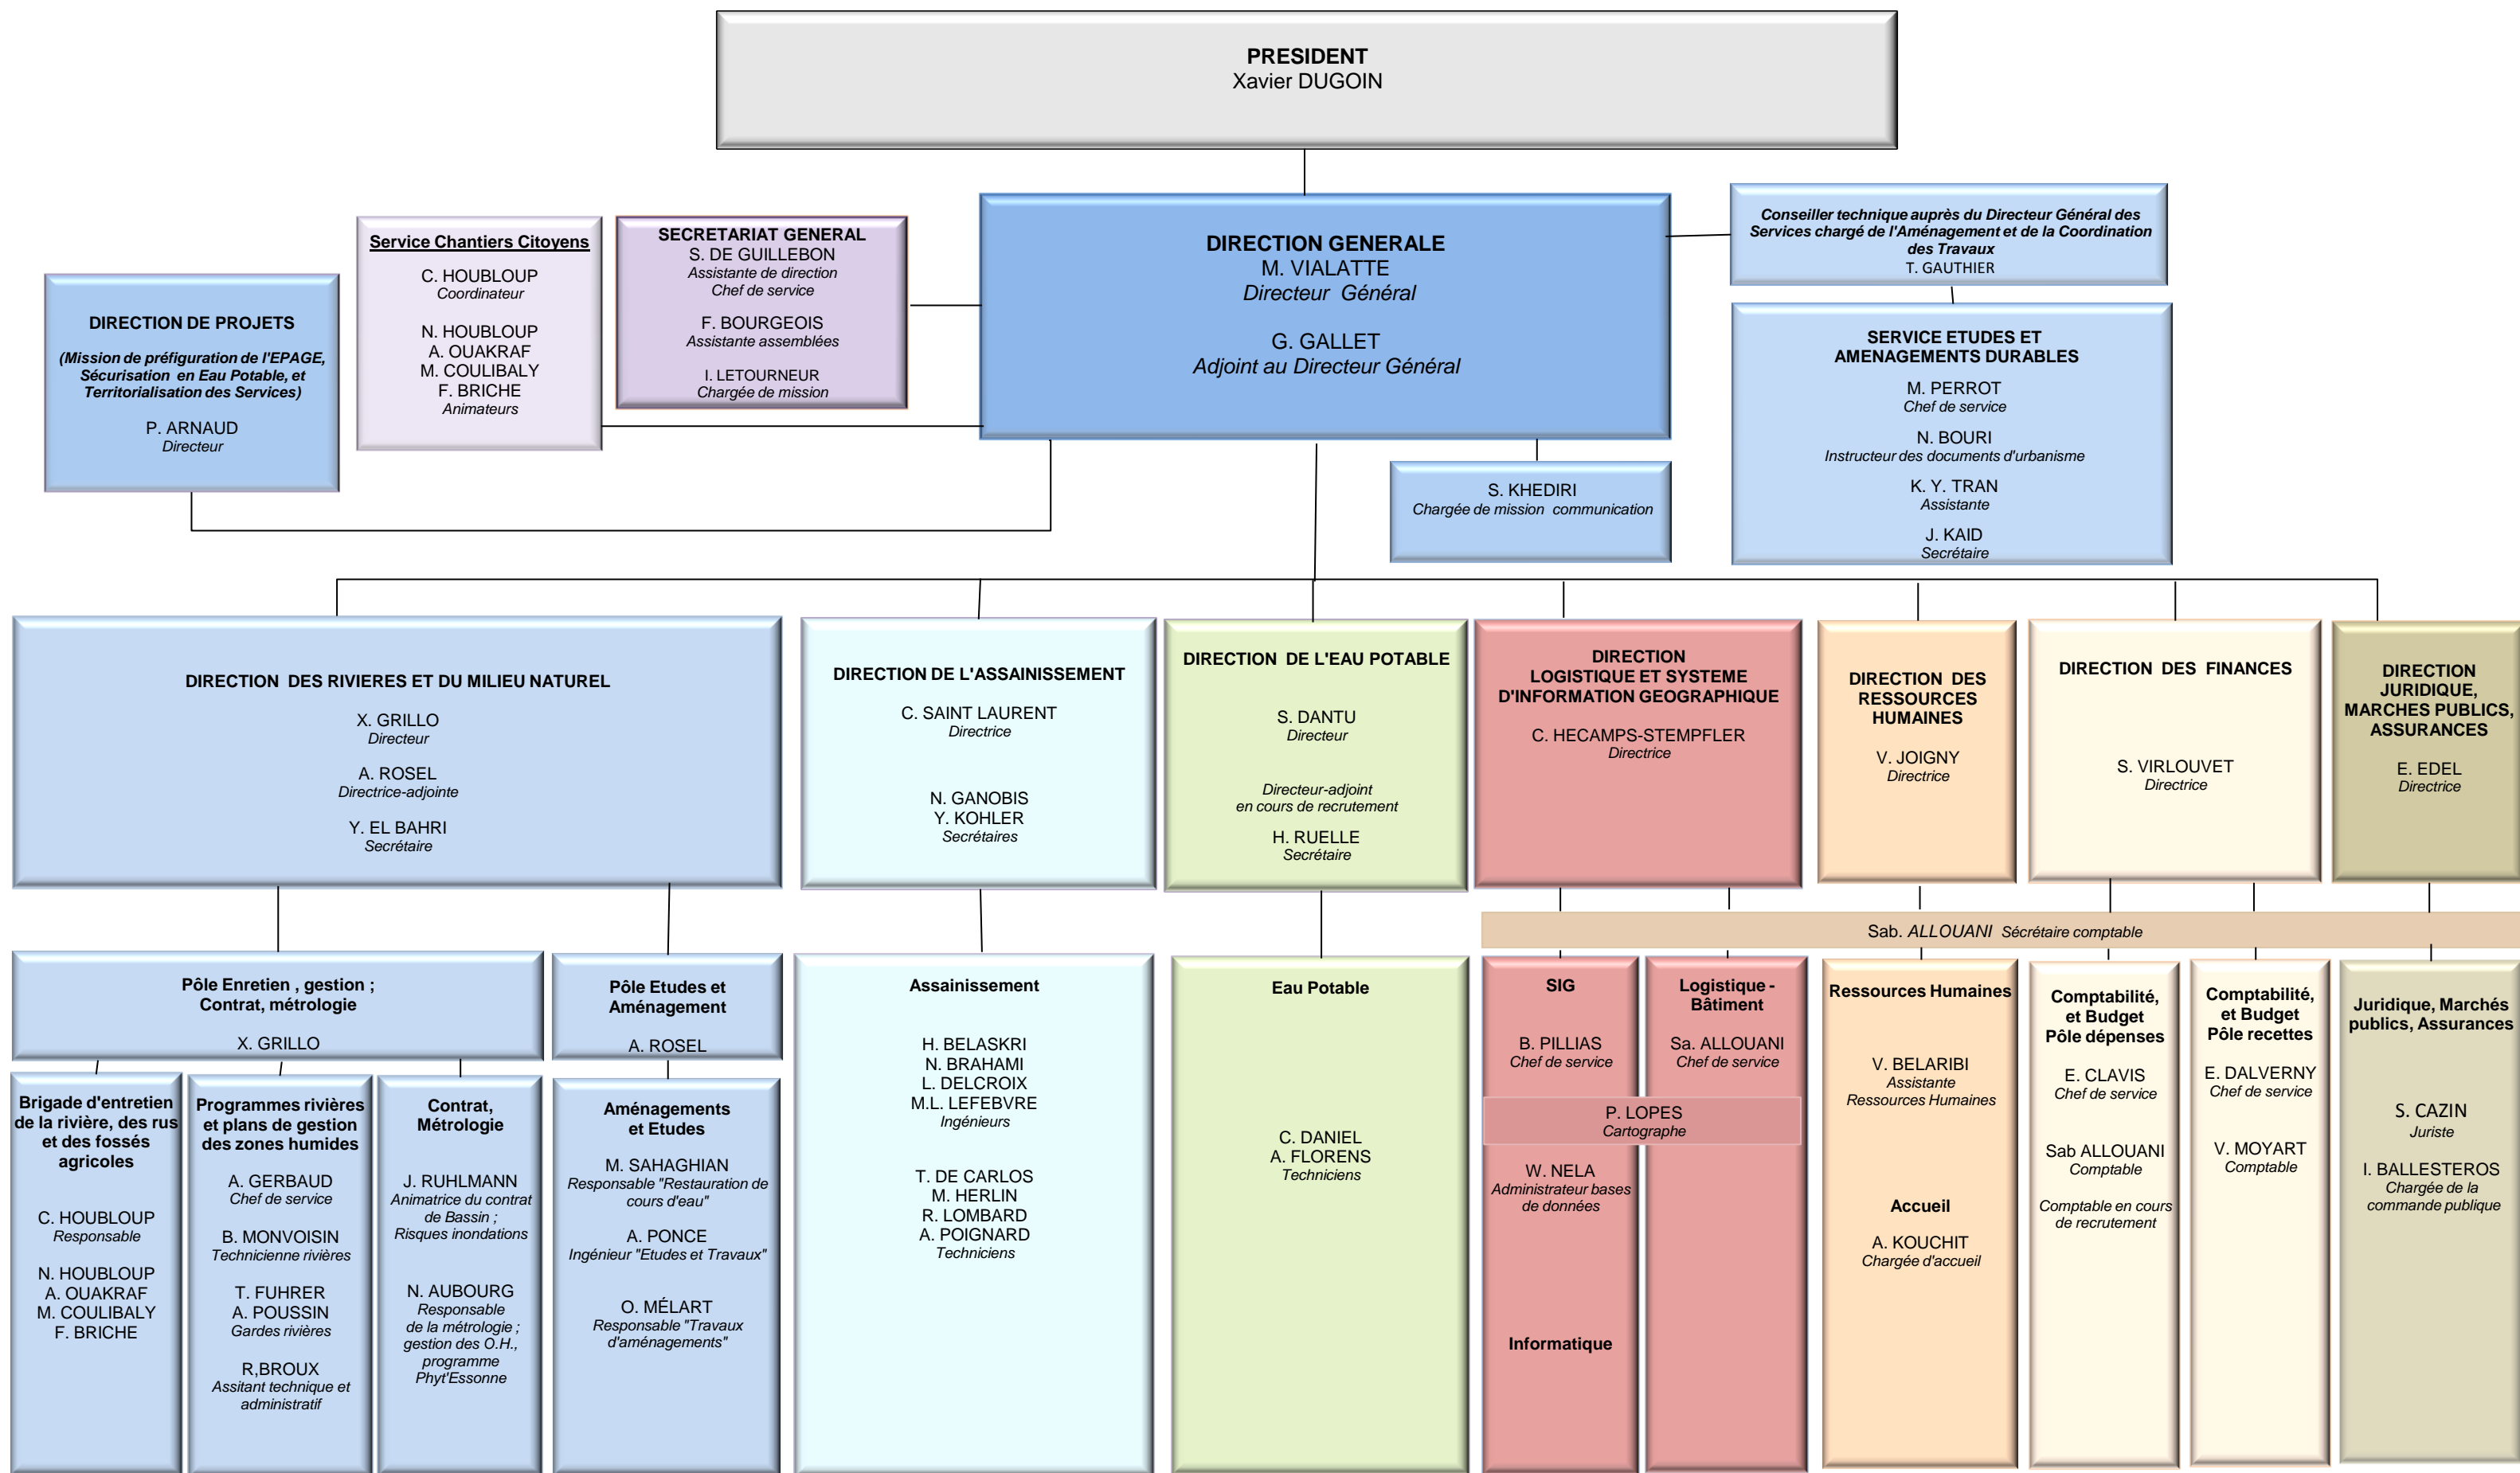 PRESIDENT
Xavier DUGOIN
DIRECTION DE PROJETS
(Mission de préfiguration de l'EPAGE,
Sécurisation en Eau Potable, et
Territorialisation des Services)
P. ARNAUD
Directeur
Service Chantiers Citoyens
C. HOUBLOUP
Coordinateur
N. HOUBLOUP
A. OUAKRAF
M. COULIBALY
F. BRICHE
Animateurs
SECRETARIAT GENERAL
S. DE GUILLEBON
Assistante de direction
Chef de service
F. BOURGEOIS
Assistante assemblées
I. LETOURNEUR
Chargée de mission
DIRECTION GENERALE
M. VIALATTE
Directeur Général
G. GALLET
Adjoint au Directeur Général
Conseiller technique auprès du Directeur Général des
Services chargé de l'Aménagement et de la Coordination
des Travaux
T. GAUTHIER
SERVICE ETUDES ET
AMENAGEMENTS DURABLES
M. PERROT
Chef de service
N. BOURI
Instructeur des documents d'urbanisme
K. Y. TRAN
Assistante
J. KAID
Secrétaire
S. KHEDIRI
Chargée de mission communication
DIRECTION DES RIVIERES ET DU MILIEU NATUREL
X. GRILLO
Directeur
A. ROSEL
Directrice-adjointe
Y. EL BAHRI
Secrétaire
DIRECTION DE L'ASSAINISSEMENT
C. SAINT LAURENT
Directrice
N. GANOBIS
Y. KOHLER
Secrétaires
DIRECTION DE L'EAU POTABLE
S. DANTU
Directeur
Directeur-adjoint
en cours de recrutement
H. RUELLE
Secrétaire
DIRECTION
LOGISTIQUE ET SYSTEME
D'INFORMATION GEOGRAPHIQUE
C. HECAMPS-STEMPFLER
Directrice
DIRECTION DES
RESSOURCES
HUMAINES
V. JOIGNY
Directrice
DIRECTION DES FINANCES
S. VIRLOUVET
Directrice
DIRECTION
JURIDIQUE,
MARCHES PUBLICS,
ASSURANCES
E. EDEL
Directrice
Sab. ALLOUANI Sécrétaire comptable
Pôle Enretien , gestion ;
Contrat, métrologie
X. GRILLO
Pôle Etudes et
Aménagement
A. ROSEL
Brigade d'entretien
de la rivière, des rus
et des fossés
agricoles
C. HOUBLOUP
Responsable
N. HOUBLOUP
A. OUAKRAF
M. COULIBALY
F. BRICHE
Programmes rivières
et plans de gestion
des zones humides
A. GERBAUD
Chef de service
B. MONVOISIN
Technicienne rivières
T. FUHRER
A. POUSSIN
Gardes rivières
R,BROUX
Assitant technique et
administratif
Contrat,
Métrologie
J. RUHLMANN
Animatrice du contrat
de Bassin ;
Risques inondations
N. AUBOURG
Responsable
de la métrologie ;
gestion des O.H.,
programme
Phyt'Essonne
Aménagements
et Etudes
M. SAHAGHIAN
Responsable "Restauration de
cours d'eau"
A. PONCE
Ingénieur "Etudes et Travaux"
O. MÉLART
Responsable "Travaux
d'aménagements"
Assainissement
H. BELASKRI
N. BRAHAMI
L. DELCROIX
M.L. LEFEBVRE
Ingénieurs
T. DE CARLOS
M. HERLIN
R. LOMBARD
A. POIGNARD
Techniciens
Eau Potable
C. DANIEL
A. FLORENS
Techniciens
SIG
B. PILLIAS
Chef de service
Logistique -
Bâtiment
Sa. ALLOUANI
Chef de service
P. LOPES
Cartographe
W. NELA
Administrateur bases
de données
Informatique
Ressources Humaines
V. BELARIBI
Assistante
Ressources Humaines
Accueil
A. KOUCHIT
Chargée d'accueil
Comptabilité,
et Budget
Pôle dépenses
E. CLAVIS
Chef de service
Sab ALLOUANI
Comptable
Comptable en cours
de recrutement
Comptabilité,
et Budget
Pôle recettes
E. DALVERNY
Chef de service
V. MOYART
Comptable
Juridique, Marchés
publics, Assurances
S. CAZIN
Juriste
I. BALLESTEROS
Chargée de la
commande publique